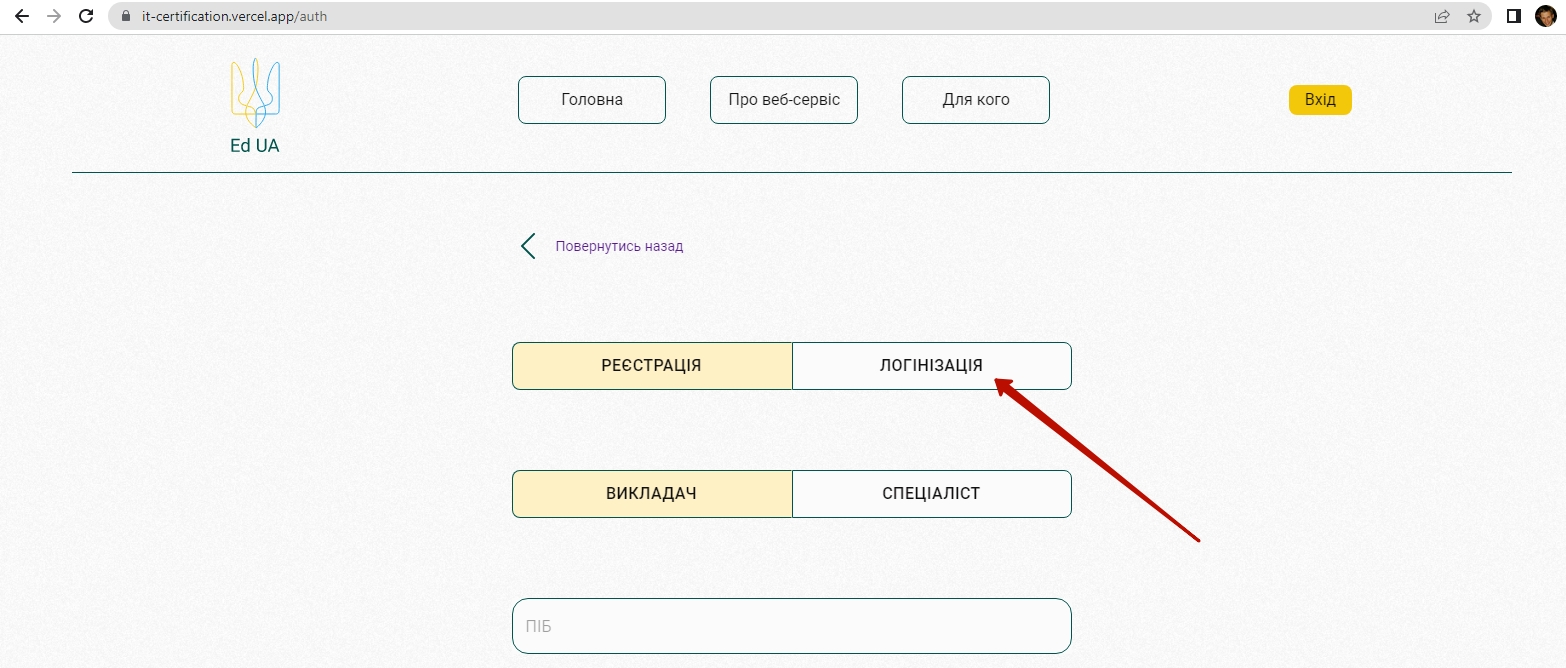 it-certification.vercel.app/auth
Головна Про веб-сервіс Для кого Вхід
Ed UA
Повернутись назад
РЕЄСТРАЦІЯ ЛОГІНІЗАЦІЯ
ВИКЛАДАЧ СПЕЦІАЛІСТ
ПІБ